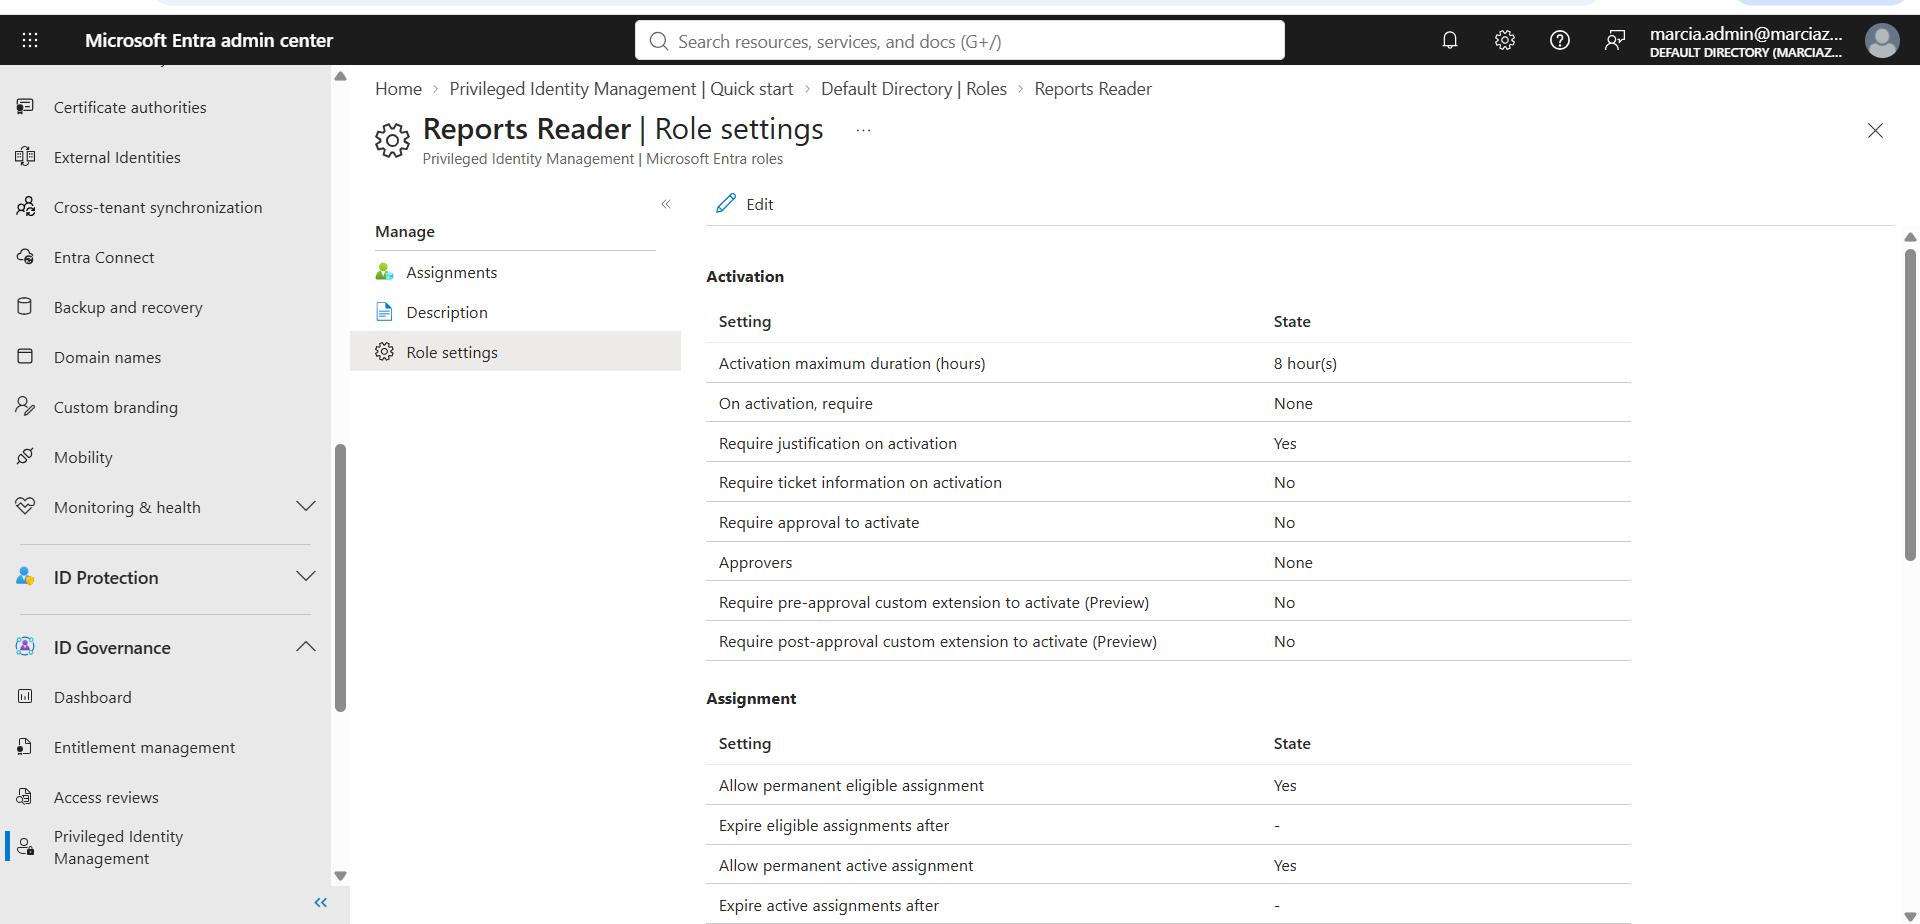 Microsoft Entra admin center
Search resources, services, and docs (G+/)
marcia.admin@marciaz...
DEFAULT DIRECTORY (MARCIAZ...
Certificate authorities
External Identities
Cross-tenant synchronization
Entra Connect
Backup and recovery
Domain names
Custom branding
Mobility
Monitoring & health
ID Protection
ID Governance
Dashboard
Entitlement management
Access reviews
Privileged Identity
Management
Home > Privileged Identity Management | Quick start > Default Directory | Roles > Reports Reader
Reports Reader | Role settings ...
Privileged Identity Management | Microsoft Entra roles
Manage
Assignments
Description
Role settings
Edit
Activation
Setting State
Activation maximum duration (hours) 8 hour(s)
On activation, require None
Require justification on activation Yes
Require ticket information on activation No
Require approval to activate No
Approvers None
Require pre-approval custom extension to activate (Preview) No
Require post-approval custom extension to activate (Preview) No
Assignment
Setting State
Allow permanent eligible assignment Yes
Expire eligible assignments after -
Allow permanent active assignment Yes
Expire active assignments after -